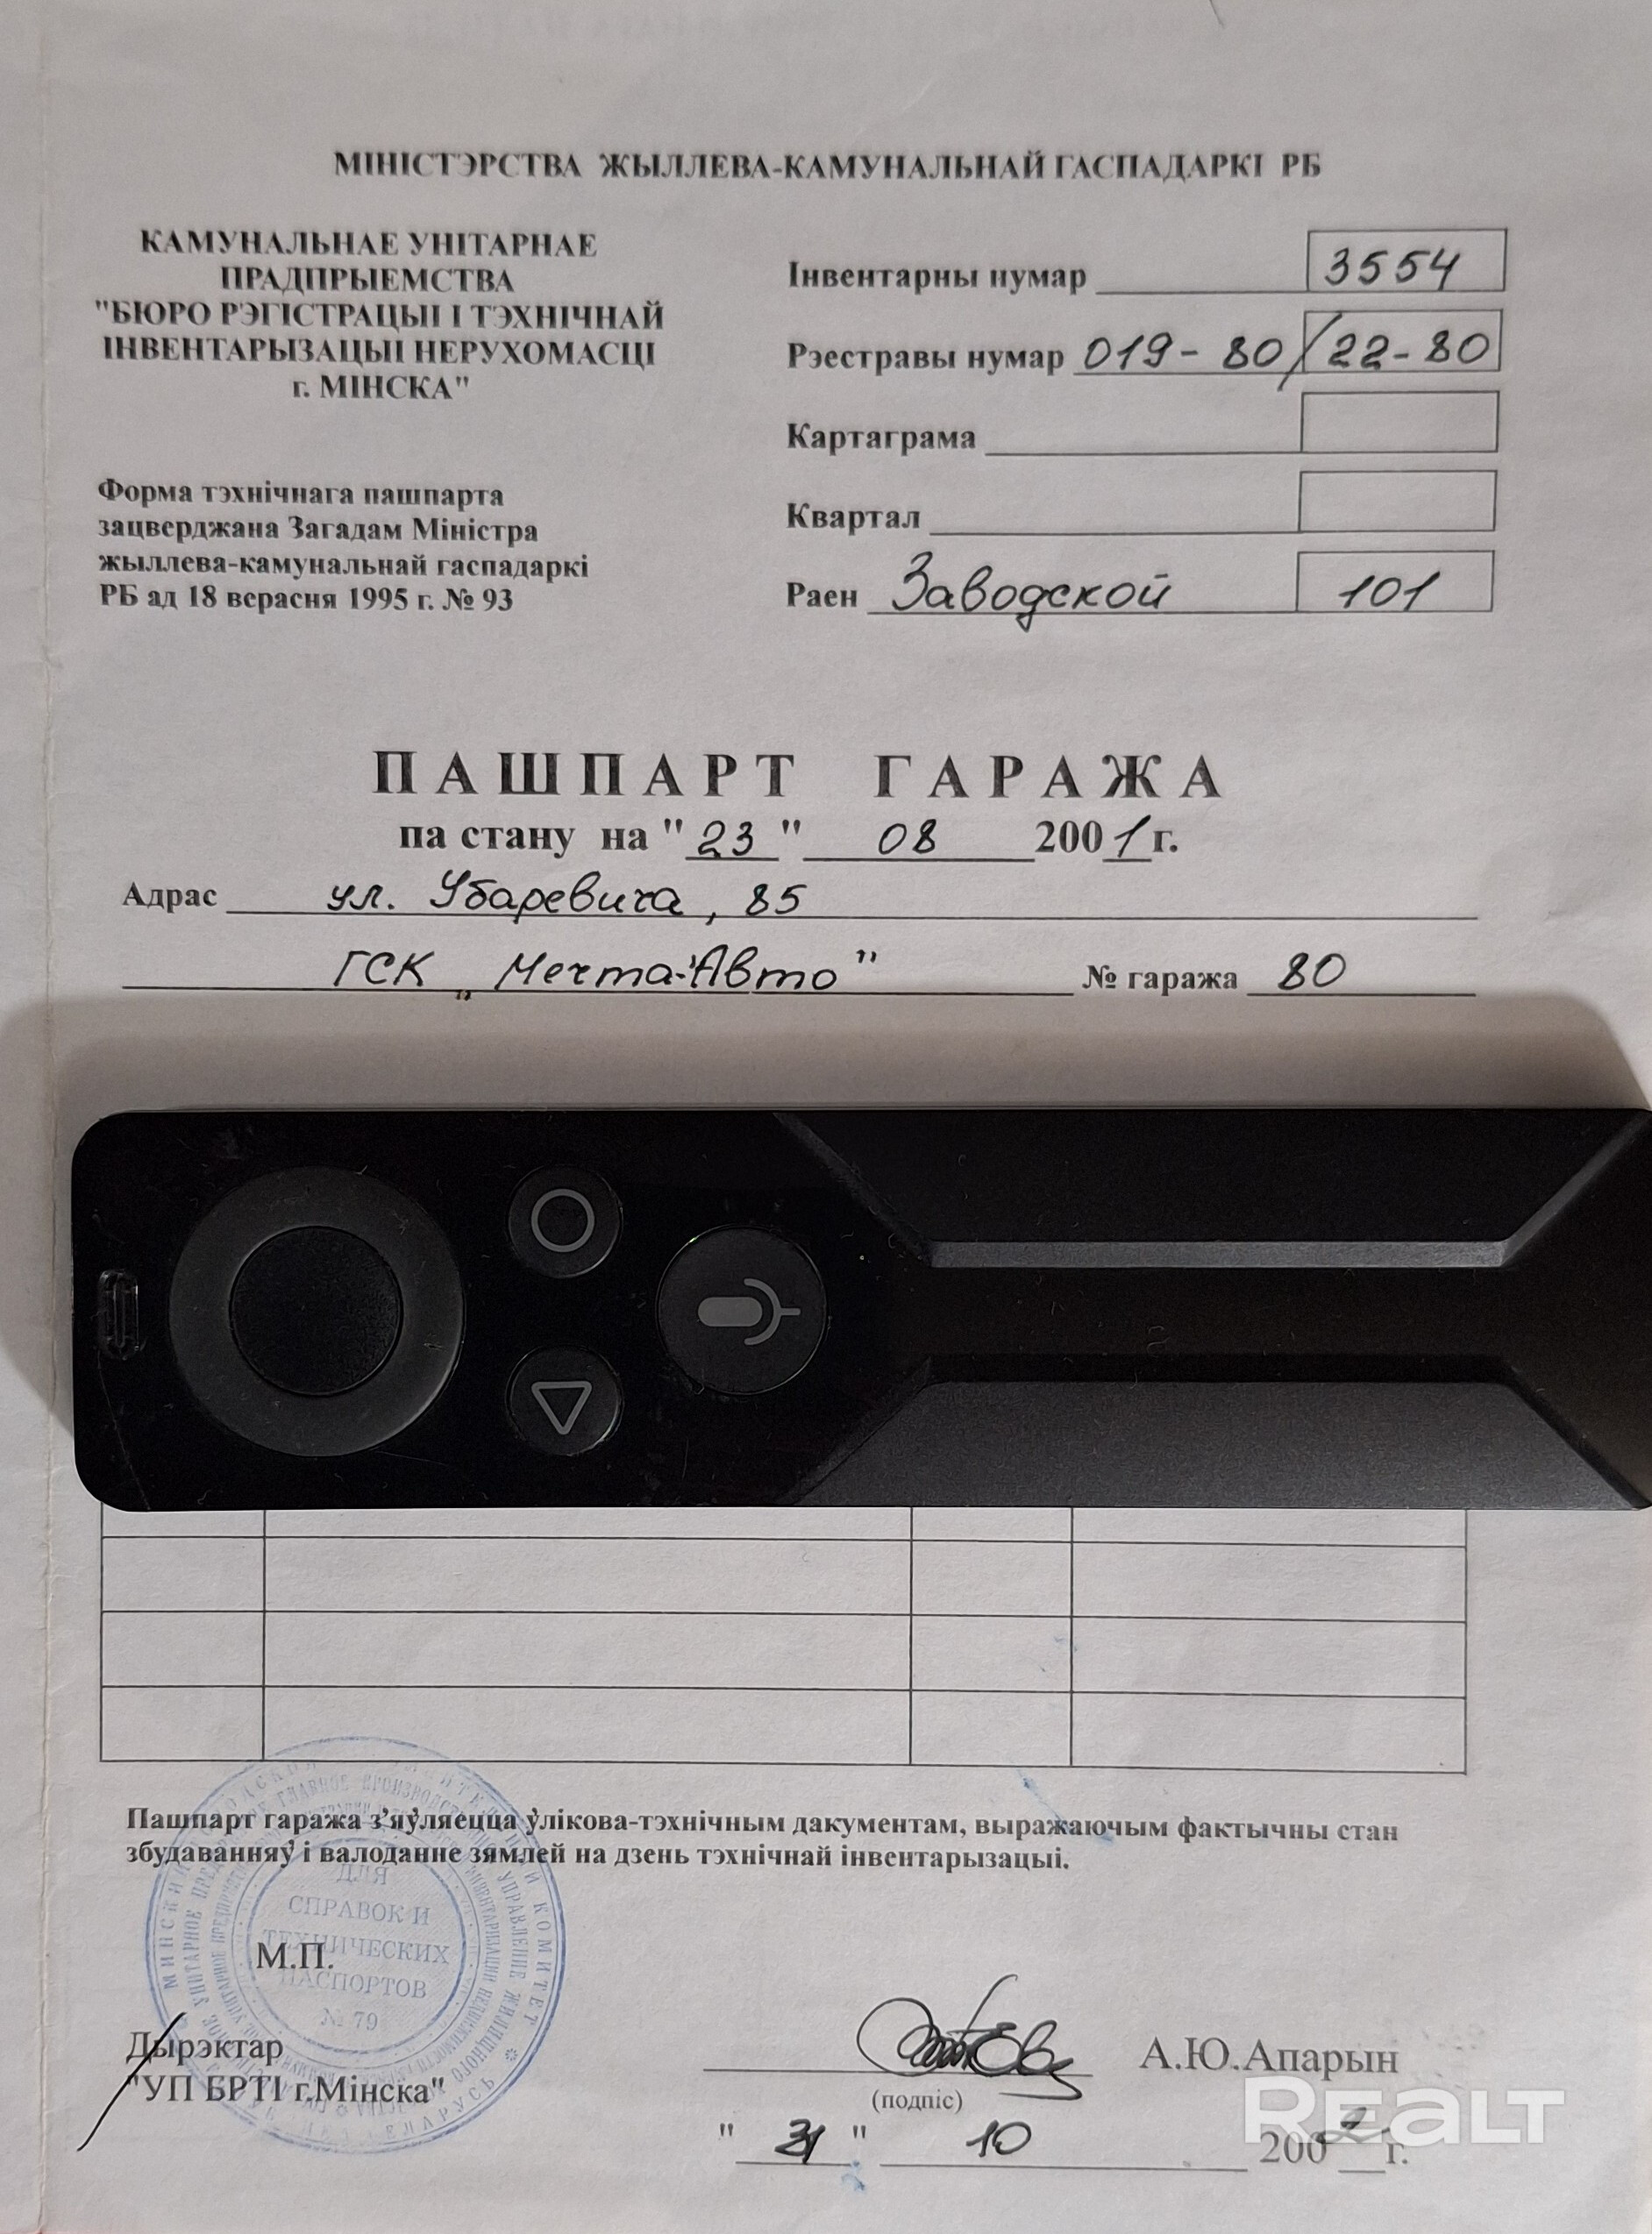 МІНІСТЭРСТВА ЖЫЛЛЕВА-КАМУНАЛЬНАЙ ГАСПАДАРКІ РБ
КАМУНАЛЬНАЕ УНІТАРНАЕ
ПРАДПРЫЕМСТВА
"БЮРО РЭГІСТРАЦЫІ І ТЭХНІЧНАЙ
ІНВЕНТАРЫЗАЦЫІ НЕРУХОМАСЦІ
г. МІНСКА"
Форма тэхнічнага пашпарта
зацверджана Загадам Міністра
жыллева-камунальнай гаспадаркі
РБ ад 18 верасня 1995 г. № 93
Інвентарны нумар 3554
Рэестравы нумар 019-80/22-80
Картаграма
Квартал
Раен Заводской 101
ПАШПАРТ ГАРАЖА
па стану на "23" 08 2001 г.
Адрас ул. Убаревича, 85
ГСК „Мечта-Авто" № гаража 80
Пашпарт гаража з'яўляецца ўлікова-тэхнічным дакументам, выражаючым фактычны стан
збудаванняў і валоданне зямлей на дзень тэхнічнай інвентарызацыі.
ДЛЯ
СПРАВОК И
ТЕХНИЧЕСКИХ
ПАСПОРТОВ
№ 79
М.П.
Дырэктар
"УП БРТІ г.Мінска"
А.Ю.Апарын
(подпіс)
"31" 10 2002 г.
REALT